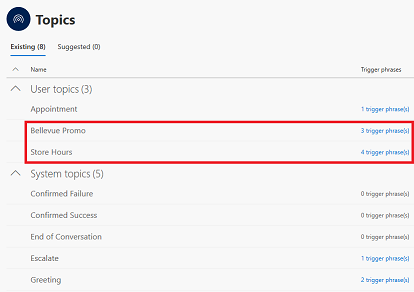 Topics
Existing (8) Suggested (0)
Name Trigger phrases
User topics (3)
Appointment 1 trigger phrase(s)
Bellevue Promo 3 trigger phrase(s)
Store Hours 4 trigger phrase(s)
System topics (5)
Confirmed Failure 0 trigger phrase(s)
Confirmed Success 0 trigger phrase(s)
End of Conversation 0 trigger phrase(s)
Escalate 1 trigger phrase(s)
Greeting 2 trigger phrase(s)